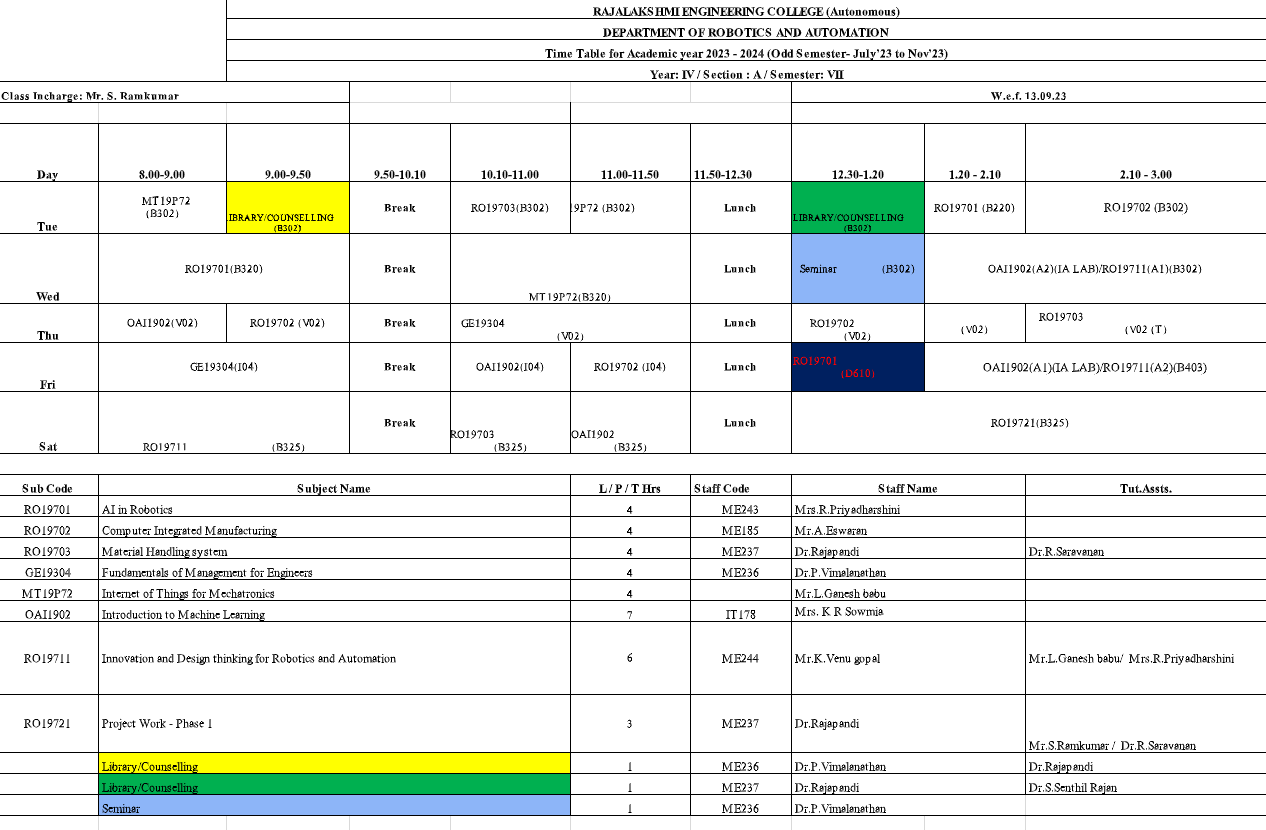 RAJALAKSHMI ENGINEERING COLLEGE (Autonomous)
DEPARTMENT OF ROBOTICS AND AUTOMATION
Time Table for Academic year 2023 - 2024 (Odd Semester- July'23 to Nov'23)
Year: IV / Section : A / Semester: VII
Class Incharge: Mr. S. Ramkumar W.e.f. 13.09.23
Day 8.00-9.00 9.00-9.50 9.50-10.10 10.10-11.00 11.00-11.50 11.50-12.30 12.30-1.20 1.20 - 2.10 2.10 - 3.00
Tue MT19P72 (B302) LIBRARY/COUNSELLING (B302) Break RO19703(B302) 19P72 (B302) Lunch LIBRARY/COUNSELLING (B302) RO19701 (B220) RO19702 (B302)
Wed RO19701(B320) Break MT19P72(B320) Lunch Seminar (B302) OAI1902(A2)(IA LAB)/RO19711(A1)(B302)
Thu OAI1902(V02) RO19702 (V02) Break GE19304 (V02) Lunch RO19702 (V02) (V02) RO19703 (V02 (T)
Fri GE19304(I04) Break OAI1902(I04) RO19702 (I04) Lunch RO19701 (D610) OAI1902(A1)(IA LAB)/RO19711(A2)(B403)
Sat RO19711 (B325) Break RO19703 (B325) OAI1902 (B325) Lunch RO19721(B325)
Sub Code Subject Name L / P / T Hrs Staff Code Staff Name Tut.Assts.
RO19701 AI in Robotics 4 ME243 Mrs.R.Priyadharshini
RO19702 Computer Integrated Manufacturing 4 ME185 Mr.A.Eswaran
RO19703 Material Handling system 4 ME237 Dr.Rajapandi Dr.R.Saravanan
GE19304 Fundamentals of Management for Engineers 4 ME236 Dr.P.Vimalanathan
MT19P72 Internet of Things for Mechatronics 4 Mr.L.Ganesh babu
OAI1902 Introduction to Machine Learning 7 IT178 Mrs. K R Sowmia
RO19711 Innovation and Design thinking for Robotics and Automation 6 ME244 Mr.K.Venu gopal Mr.L.Ganesh babu/ Mrs.R.Priyadharshini
RO19721 Project Work - Phase 1 3 ME237 Dr.Rajapandi Mr.S.Ramkumar / Dr.R.Saravanan
Library/Counselling 1 ME236 Dr.P.Vimalanathan Dr.Rajapandi
Library/Counselling 1 ME237 Dr.Rajapandi Dr.S.Senthil Rajan
Seminar 1 ME236 Dr.P.Vimalanathan